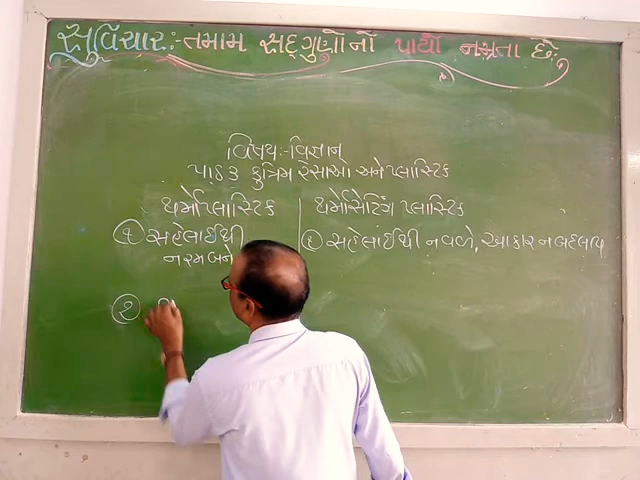 સુવિચાર:- તમામ સદ્ગુણોનો પાયો નમ્રતા છે.
વિષય:- વિજ્ઞાન
પાઠ ૩ કુત્રિમ રેસાઓ અને પ્લાસ્ટિક
થર્મોપ્લાસ્ટિક
થર્મોસેટિંગ પ્લાસ્ટિક
૧ સહેલાઈથી
નરમ બને
૧ સહેલાઈથી ન વળે, આકાર ન બદલાય
૨